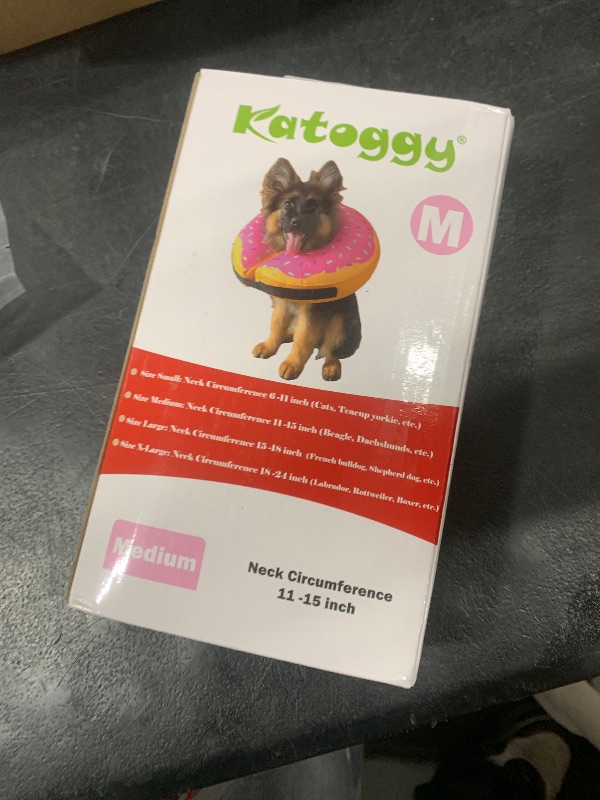 Katoggy®
M
Size Small: Neck Circumference 6 -11 inch (Cats, Teacup yorkie, etc.)
Size Medium: Neck Circumference 11 -15 inch (Beagle, Dachshunds, etc.)
Size Large: Neck Circumference 15 -18 inch (French bulldog, Shepherd dog, etc.)
Size X-Large: Neck Circumference 18 -24 inch (Labrador, Rottweiler, Boxer, etc.)
Medium
Neck Circumference
11 -15 inch